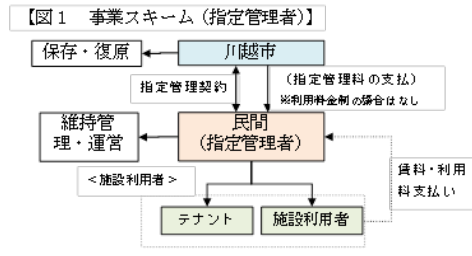 【図1　事業スキーム（指定管理者）】
保存・復原
川越市
指定管理契約
（指定管理料の支払）
※利用料金制の場合はなし
維持管
理・運営
民間
（指定管理者）
賃料・利用
料支払い
＜施設利用者＞
テナント
施設利用者